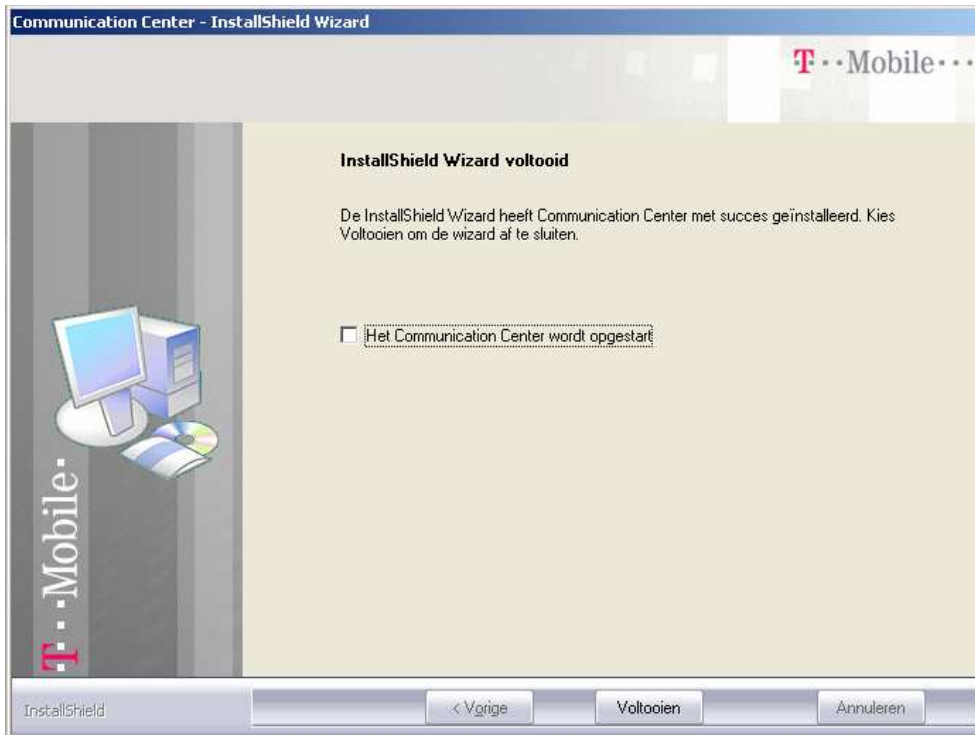 Communication Center - InstallShield Wizard
T··Mobile···
InstallShield Wizard voltooid
De InstallShield Wizard heeft Communication Center met succes geïnstalleerd. Kies
Voltooien om de wizard af te sluiten.
Het Communication Center wordt opgestart
T··Mobile·
InstallShield
< Vorige
Voltooien
Annuleren